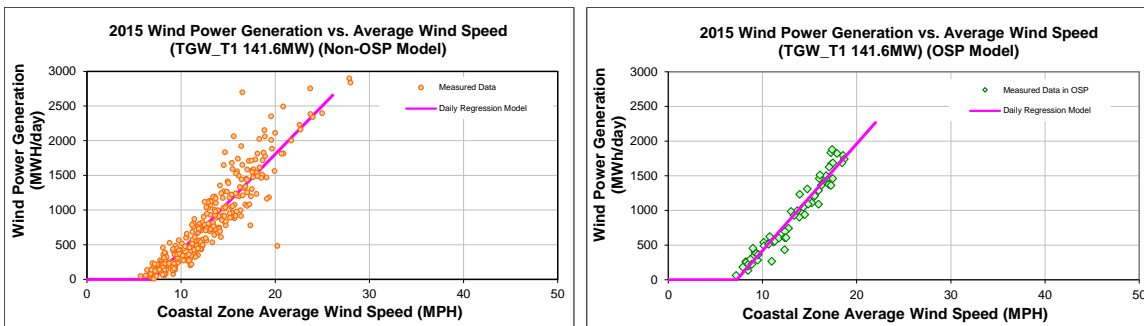 2015 Wind Power Generation vs. Average Wind Speed
(TGW_T1 141.6MW) (Non-OSP Model)
Wind Power Generation
(MWH/day)
3000
2500
2000
1500
1000
500
0
Measured Data
Daily Regression Model
0 10 20 30 40 50
Coastal Zone Average Wind Speed (MPH)
2015 Wind Power Generation vs. Average Wind Speed
(TGW_T1 141.6MW) (OSP Model)
Wind Power Generation
(MWh/day)
3000
2500
2000
1500
1000
500
0
Measured Data in OSP
Daily Regression Model
0 10 20 30 40 50
Coastal Zone Average Wind Speed (MPH)